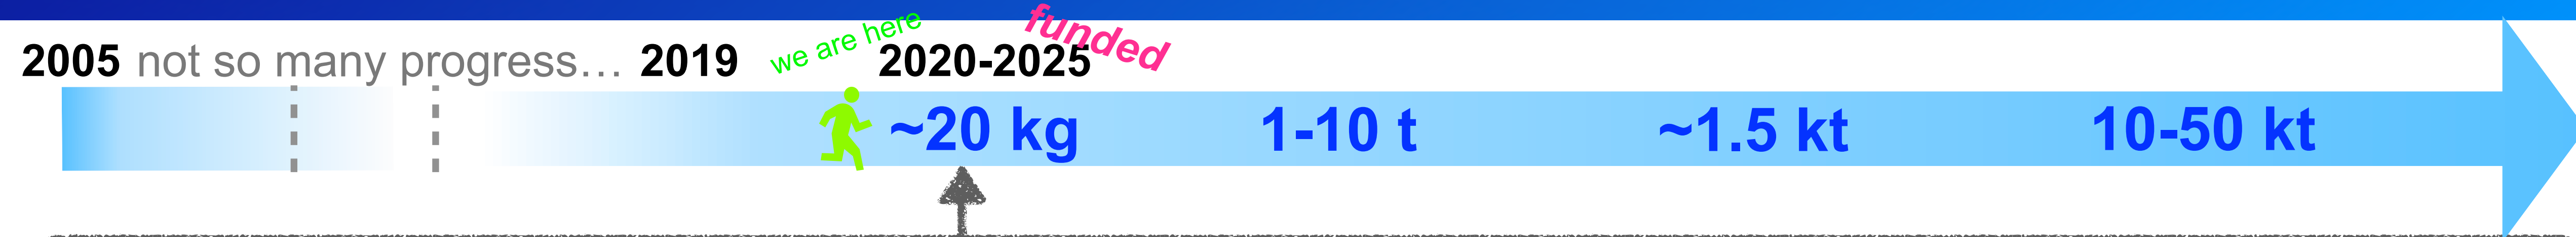 2005 not so many progress... 2019 we are here 2020-2025 funded
~20 kg 1-10 t ~1.5 kt 10-50 kt